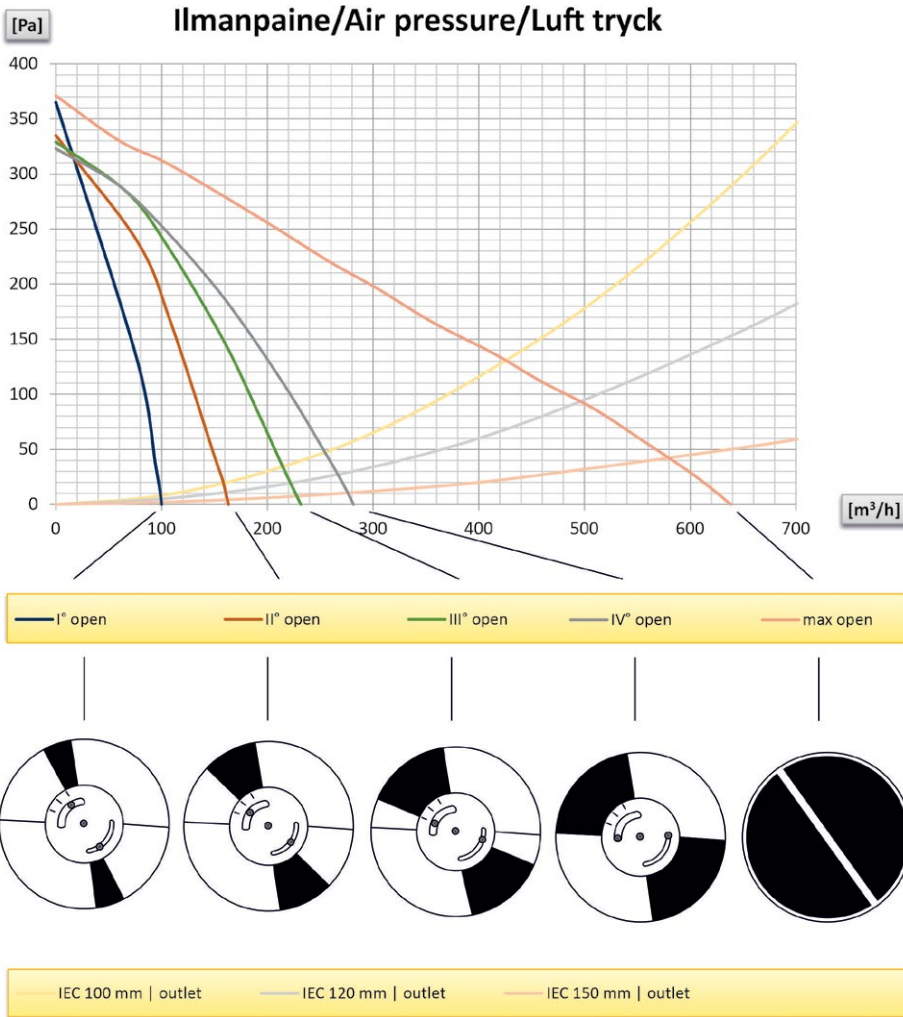 [Pa]
Ilmanpaine/Air pressure/Luft tryck
400
350
300
250
200
150
100
50
0
0 100 200 300 400 500 600 700
[m³/h]
I° open II° open III° open IV° open max open
IEC 100 mm | outlet IEC 120 mm | outlet IEC 150 mm | outlet